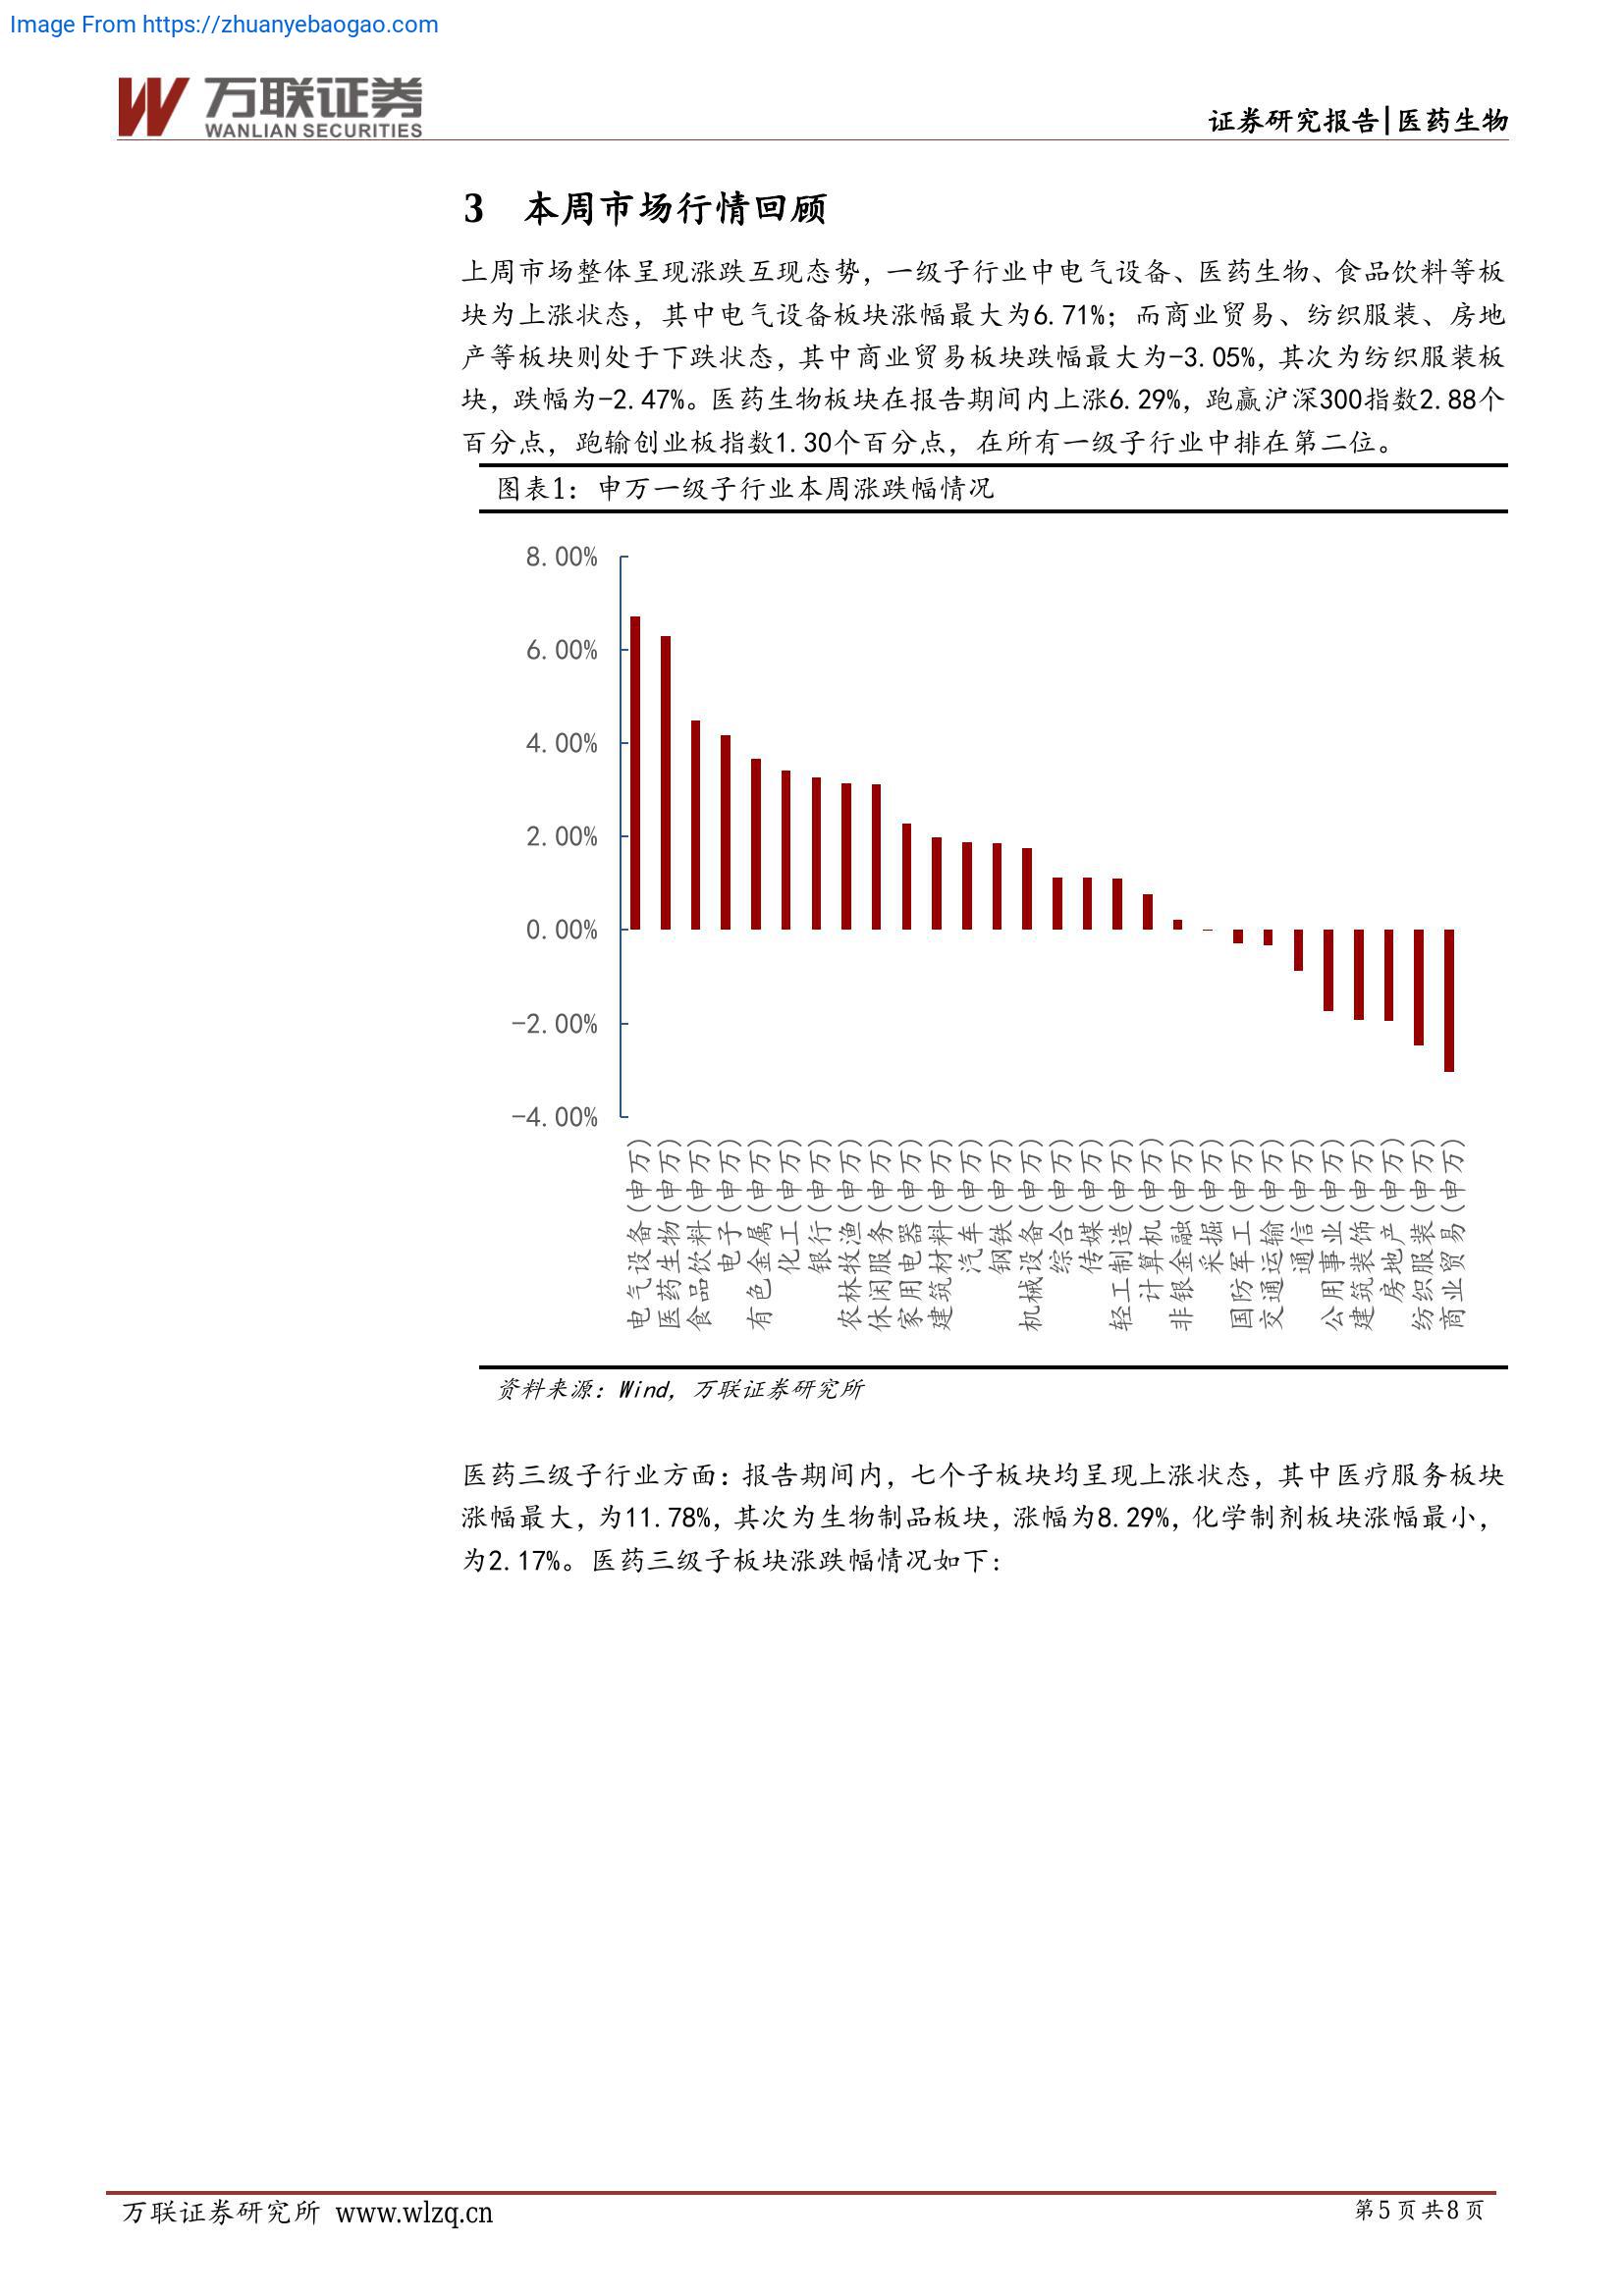 Image From https://zhuanyebaogao.com
万联证券
WANLIAN SECURITIES
证券研究报告|医药生物
3 本周市场行情回顾
上周市场整体呈现涨跌互现态势，一级子行业中电气设备、医药生物、食品饮料等板
块为上涨状态，其中电气设备板块涨幅最大为6.71%；而商业贸易、纺织服装、房地
产等板块则处于下跌状态，其中商业贸易板块跌幅最大为-3.05%，其次为纺织服装板
块，跌幅为-2.47%。医药生物板块在报告期间内上涨6.29%，跑赢沪深300指数2.88个
百分点，跑输创业板指数1.30个百分点，在所有一级子行业中排在第二位。
图表1：申万一级子行业本周涨跌幅情况
8.00%
6.00%
4.00%
2.00%
0.00%
-2.00%
-4.00%
电气设备(申万)
医药生物(申万)
食品饮料(申万)
电子(申万)
有色金属(申万)
化工(申万)
银行(申万)
农林牧渔(申万)
休闲服务(申万)
家用电器(申万)
建筑材料(申万)
汽车(申万)
钢铁(申万)
机械设备(申万)
综合(申万)
传媒(申万)
轻工制造(申万)
计算机(申万)
非银金融(申万)
采掘(申万)
国防军工(申万)
交通运输(申万)
通信(申万)
公用事业(申万)
建筑装饰(申万)
房地产(申万)
纺织服装(申万)
商业贸易(申万)
资料来源：Wind，万联证券研究所
医药三级子行业方面：报告期间内，七个子板块均呈现上涨状态，其中医疗服务板块
涨幅最大，为11.78%，其次为生物制品板块，涨幅为8.29%，化学制剂板块涨幅最小，
为2.17%。医药三级子板块涨跌幅情况如下：
万联证券研究所 www.wlzq.cn
第5页共8页